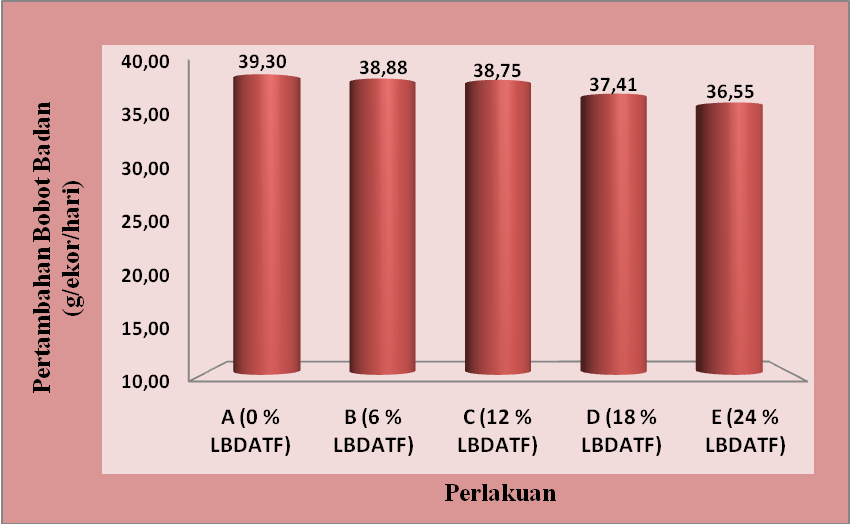 Pertambahan Bobot Badan
(g/ekor/hari)
40,00
35,00
30,00
25,00
20,00
15,00
10,00
39,30
38,88
38,75
37,41
36,55
A (0 %
LBDATF)
B (6 %
LBDATF)
C (12 %
LBDATF)
D (18 %
LBDATF)
E (24 %
LBDATF)
Perlakuan